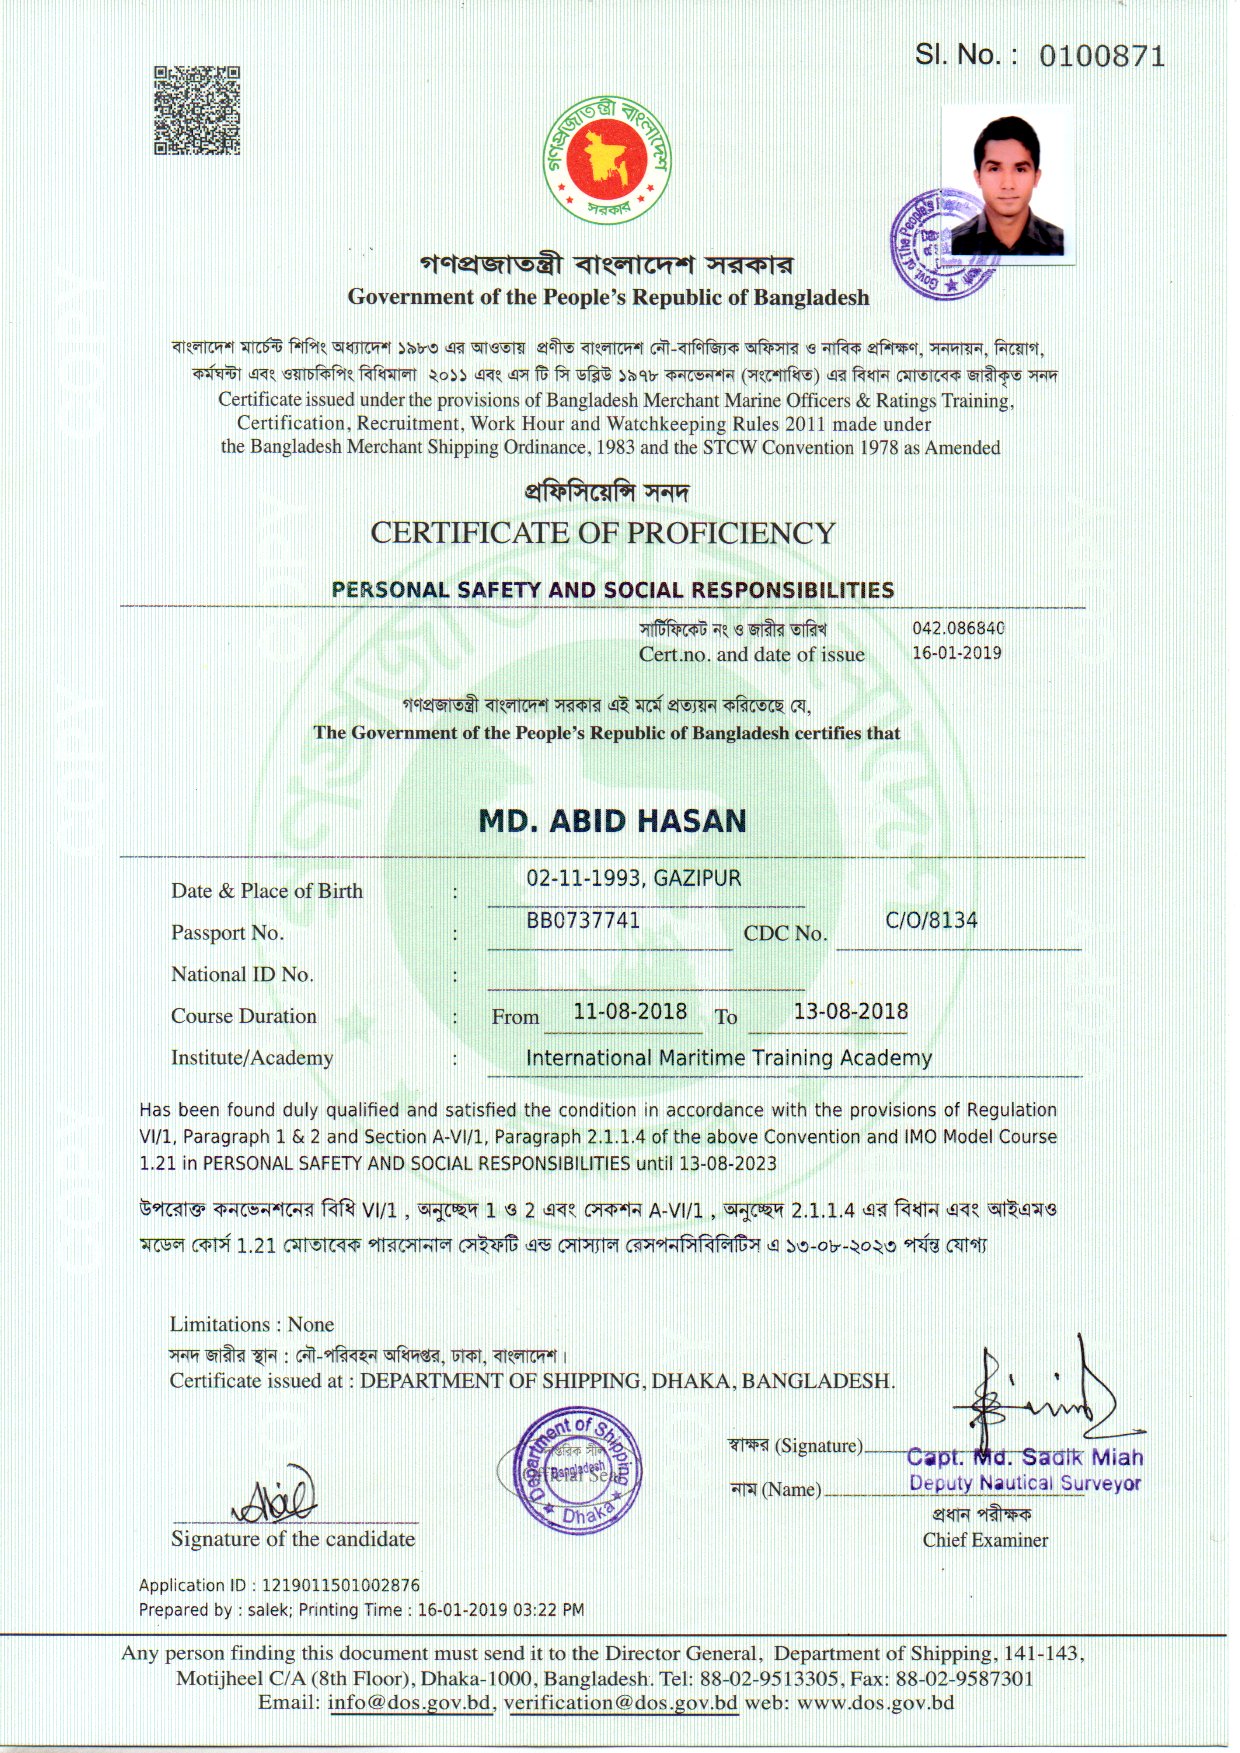 Sl. No. : 0100871
গণপ্রজাতন্ত্রী বাংলাদেশ
সরকার
Govt. of The People's
গণপ্রজাতন্ত্রী বাংলাদেশ সরকার
Government of the People's Republic of Bangladesh
বাংলাদেশ মার্চেন্ট শিপিং অধ্যাদেশ ১৯৮৩ এর আওতায় প্রণীত বাংলাদেশ নৌ-বাণিজ্যিক অফিসার ও নাবিক প্রশিক্ষণ, সনদায়ন, নিয়োগ,
কর্মঘন্টা এবং ওয়াচকিপিং বিধিমালা ২০১১ এবং এস টি সি ডব্লিউ ১৯৭৮ কনভেনশন (সংশোধিত) এর বিধান মোতাবেক জারীকৃত সনদ
Certificate issued under the provisions of Bangladesh Merchant Marine Officers & Ratings Training,
Certification, Recruitment, Work Hour and Watchkeeping Rules 2011 made under
the Bangladesh Merchant Shipping Ordinance, 1983 and the STCW Convention 1978 as Amended
প্রফিসিয়েন্সি সনদ
CERTIFICATE OF PROFICIENCY
PERSONAL SAFETY AND SOCIAL RESPONSIBILITIES
সার্টিফিকেট নং ও জারীর তারিখ 042.086840
Cert.no. and date of issue 16-01-2019
গণপ্রজাতন্ত্রী বাংলাদেশ সরকার এই মর্মে প্রত্যয়ন করিতেছে যে,
The Government of the People's Republic of Bangladesh certifies that
MD. ABID HASAN
Date & Place of Birth : 02-11-1993, GAZIPUR
Passport No. : BB0737741 CDC No. C/O/8134
National ID No. :
Course Duration : From 11-08-2018 To 13-08-2018
Institute/Academy : International Maritime Training Academy
Has been found duly qualified and satisfied the condition in accordance with the provisions of Regulation
VI/1, Paragraph 1 & 2 and Section A-VI/1, Paragraph 2.1.1.4 of the above Convention and IMO Model Course
1.21 in PERSONAL SAFETY AND SOCIAL RESPONSIBILITIES until 13-08-2023
উপরোক্ত কনভেনশনের বিধি VI/1 , অনুচ্ছেদ 1 ও 2 এবং সেকশন A-VI/1 , অনুচ্ছেদ 2.1.1.4 এর বিধান এবং আইএমও
মডেল কোর্স 1.21 মোতাবেক পারসোনাল সেইফটি এন্ড সোস্যাল রেসপনসিবিলিটিস এ ১৩-০৮-২০২৩ পর্যন্ত যোগ্য
Limitations : None
সনদ জারীর স্থান : নৌ-পরিবহন অধিদপ্তর, ঢাকা, বাংলাদেশ।
Certificate issued at : DEPARTMENT OF SHIPPING, DHAKA, BANGLADESH.
Department of Shipping
Bangladesh
Official Seal
Dhaka
স্বাক্ষর (Signature)
Capt. Md. Sadik Miah
নাম (Name) Deputy Nautical Surveyor
প্রধান পরীক্ষক
Chief Examiner
Signature of the candidate
Application ID : 1219011501002876
Prepared by : salek; Printing Time : 16-01-2019 03:22 PM
Any person finding this document must send it to the Director General, Department of Shipping, 141-143,
Motijheel C/A (8th Floor), Dhaka-1000, Bangladesh. Tel: 88-02-9513305, Fax: 88-02-9587301
Email: info@dos.gov.bd, verification@dos.gov.bd web: www.dos.gov.bd